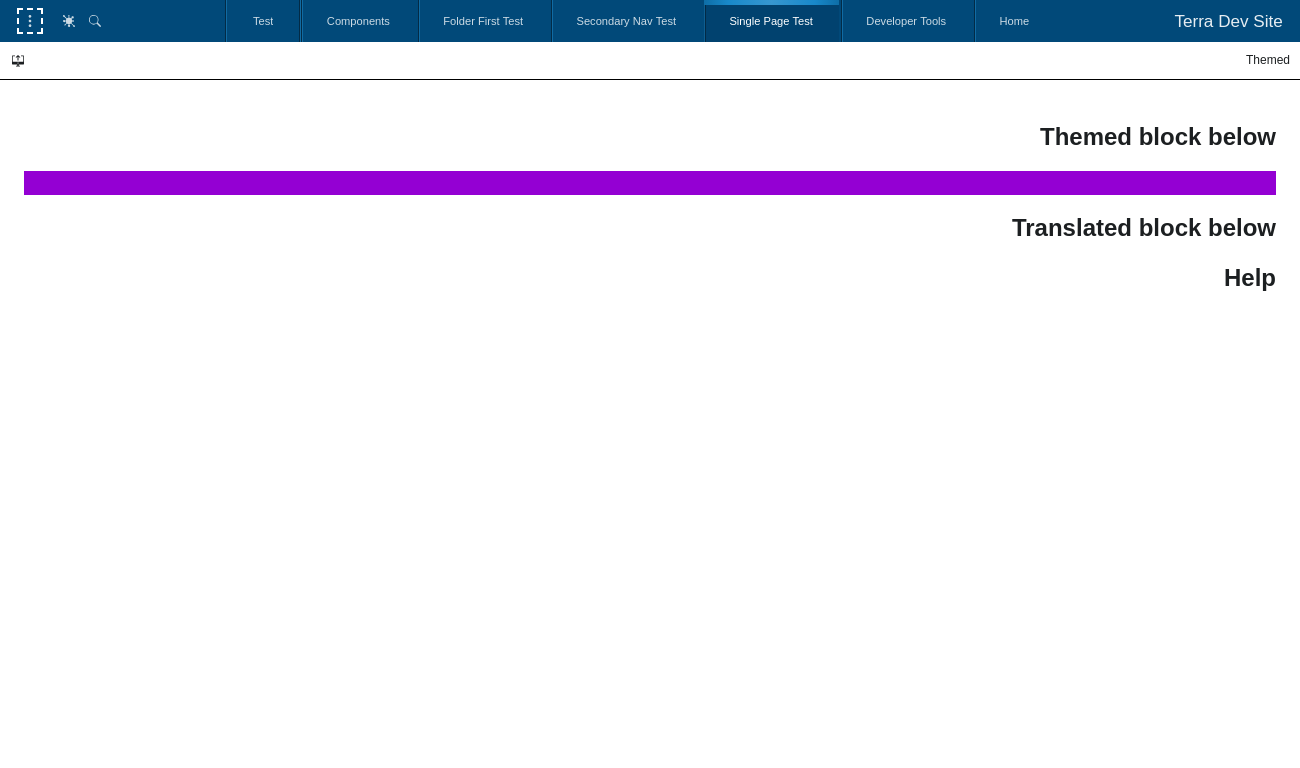 Test Components Folder First Test Secondary Nav Test Single Page Test Developer Tools Home Terra Dev Site
Themed
Themed block below
Translated block below
Help